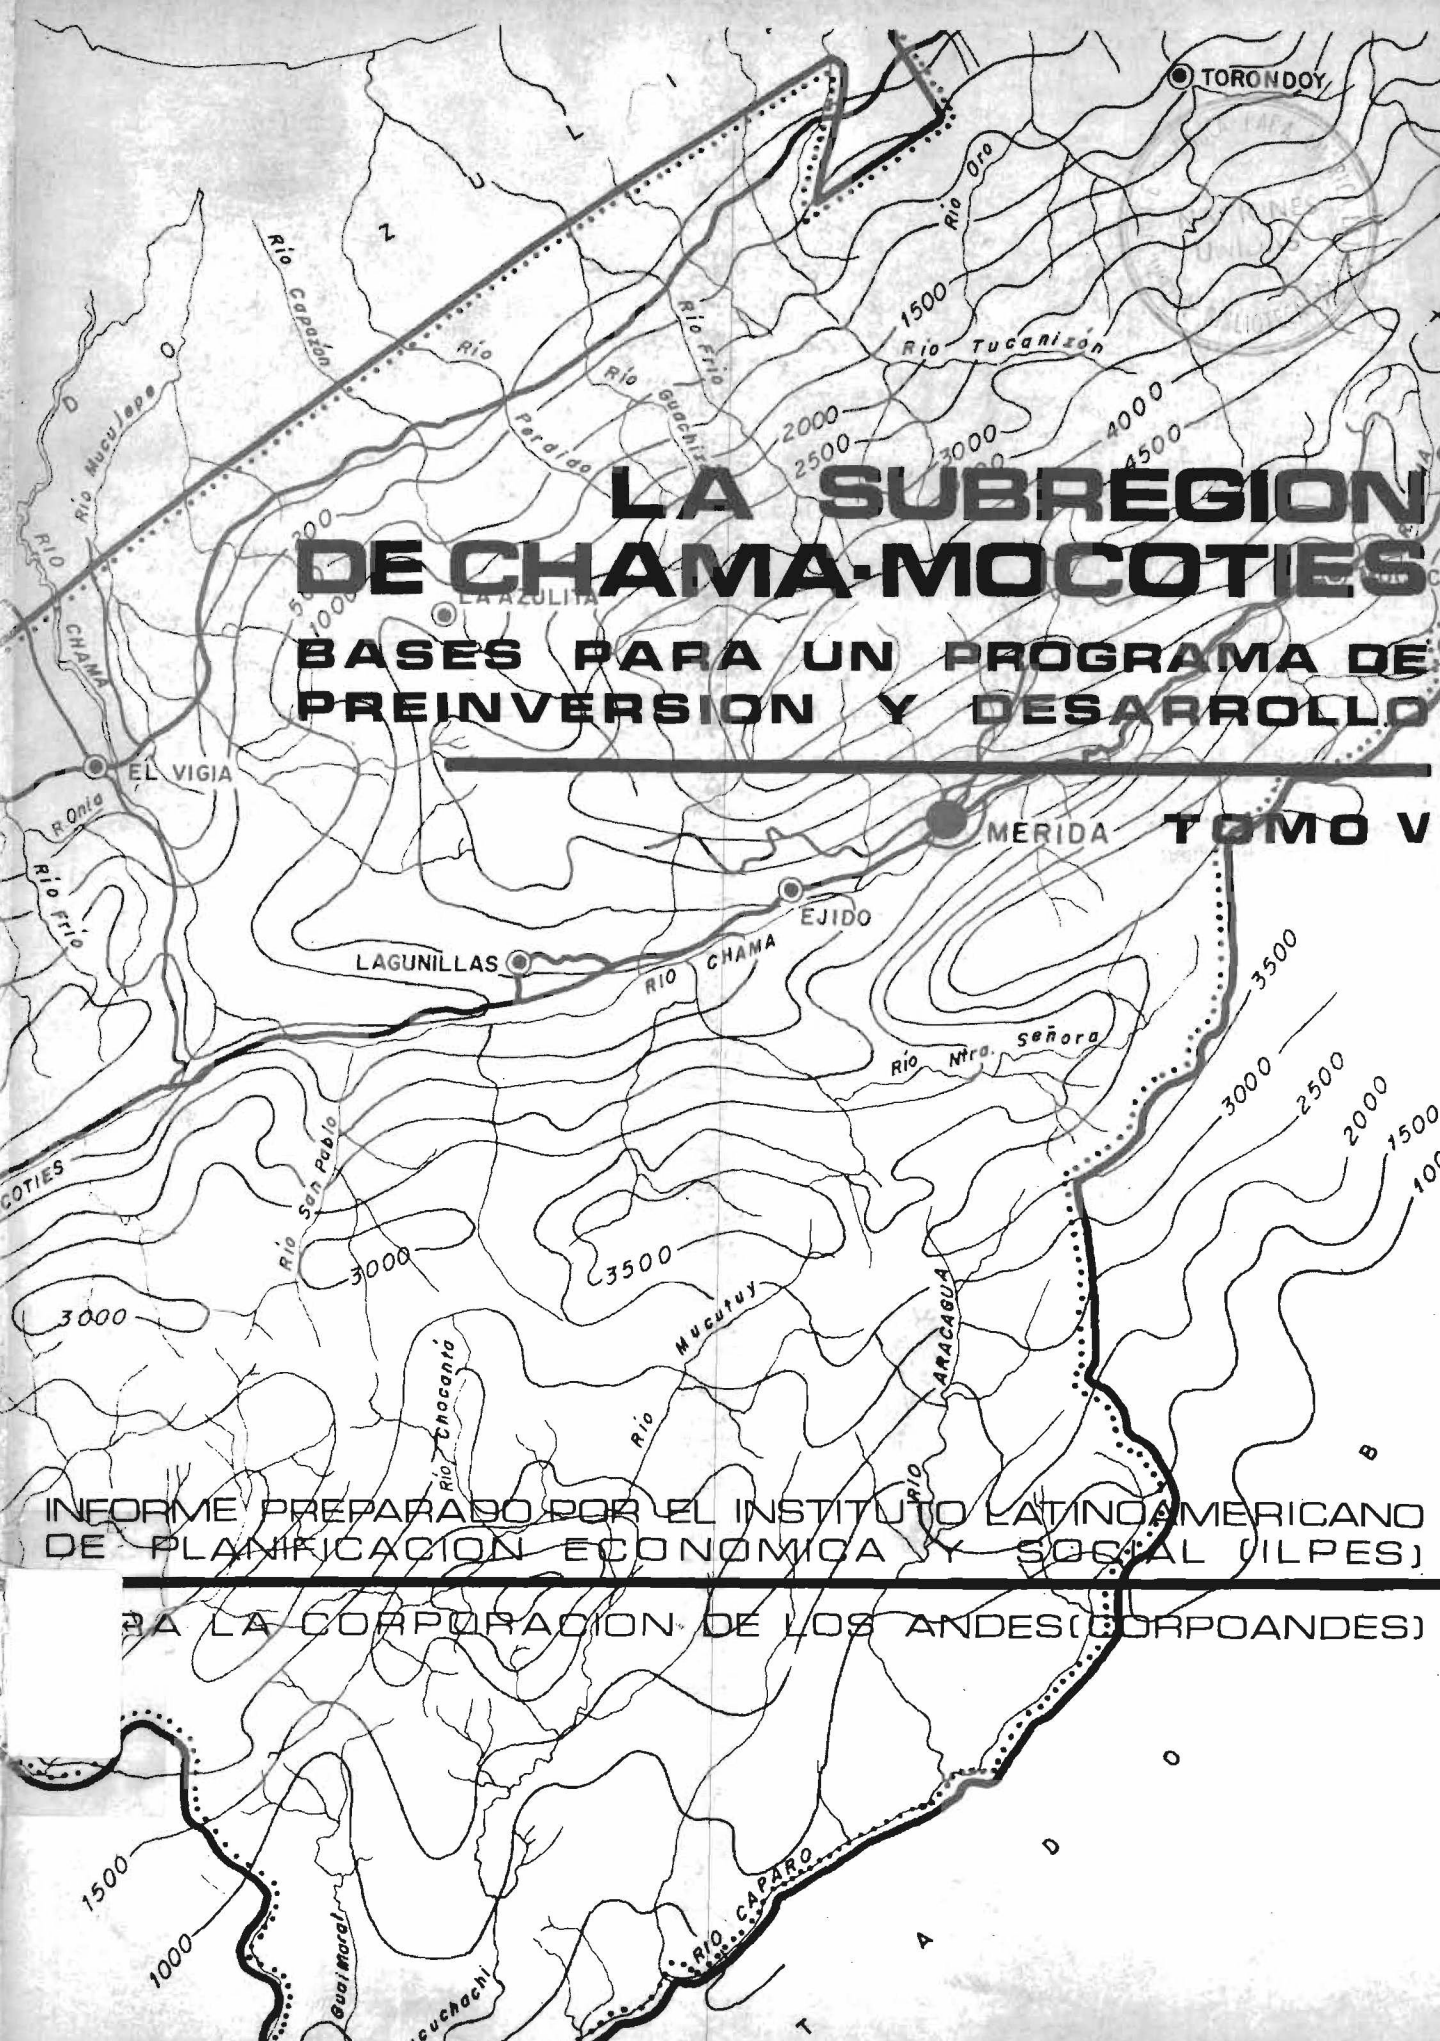 TORONDOY
Río Oro
Río Capazón
Z U L I
Río Frío
1500
Río Tucanizón
Río Perdido
Río Guachiz
D O
Río Mucujepe
2000
2500
3000
4000
4500
LA SUBREGION
DE CHAMA-MOCOTIES
200
500
1000
LA AZULITA
BASES PARA UN PROGRAMA DE
PREINVERSION Y DESARROLLO
RIO CHAMA
EL VIGIA
R. Onia
MERIDA
TOMO V
Río Frío
EJIDO
LAGUNILLAS
RIO CHAMA
3500
Río Ntra. Señora
3000
2500
2000
1500
100
COTIES
Río San Pablo
3000
3500
3000
Río Mucutuy
RIO ARACAGUA
Río Chocantá
B
INFORME PREPARADO POR EL INSTITUTO LATINOAMERICANO
DE PLANIFICACION ECONOMICA Y SOCIAL (ILPES)
RA LA CORPORACION DE LOS ANDES (CORPOANDES)
O
D
A
T
1500
1000
RIO CAPARO
Guaimaral
cuchachi